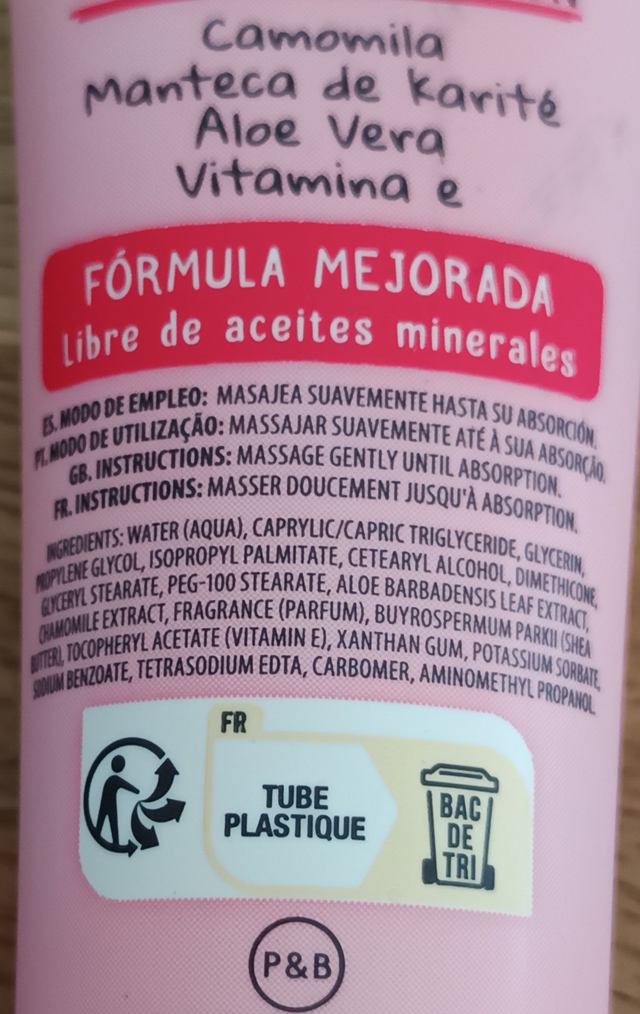 Camomila
Manteca de Karité
Aloe Vera
Vitamina e
FÓRMULA MEJORADA
Libre de aceites minerales
ES. MODO DE EMPLEO: MASAJEA SUAVEMENTE HASTA SU ABSORCIÓN.
PT. MODO DE UTILIZAÇÃO: MASSAJAR SUAVEMENTE ATÉ À SUA ABSORÇÃO.
GB. INSTRUCTIONS: MASSAGE GENTLY UNTIL ABSORPTION.
FR. INSTRUCTIONS: MASSER DOUCEMENT JUSQU'À ABSORPTION.
INGREDIENTS: WATER (AQUA), CAPRYLIC/CAPRIC TRIGLYCERIDE, GLYCERIN,
PROPYLENE GLYCOL, ISOPROPYL PALMITATE, CETEARYL ALCOHOL, DIMETHICONE,
GLYCERYL STEARATE, PEG-100 STEARATE, ALOE BARBADENSIS LEAF EXTRACT,
CHAMOMILE EXTRACT, FRAGRANCE (PARFUM), BUYROSPERMUM PARKII (SHEA
BUTTER), TOCOPHERYL ACETATE (VITAMIN E), XANTHAN GUM, POTASSIUM SORBATE,
SODIUM BENZOATE, TETRASODIUM EDTA, CARBOMER, AMINOMETHYL PROPANOL.
FR
TUBE
PLASTIQUE
BAC
DE
TRI
P&B